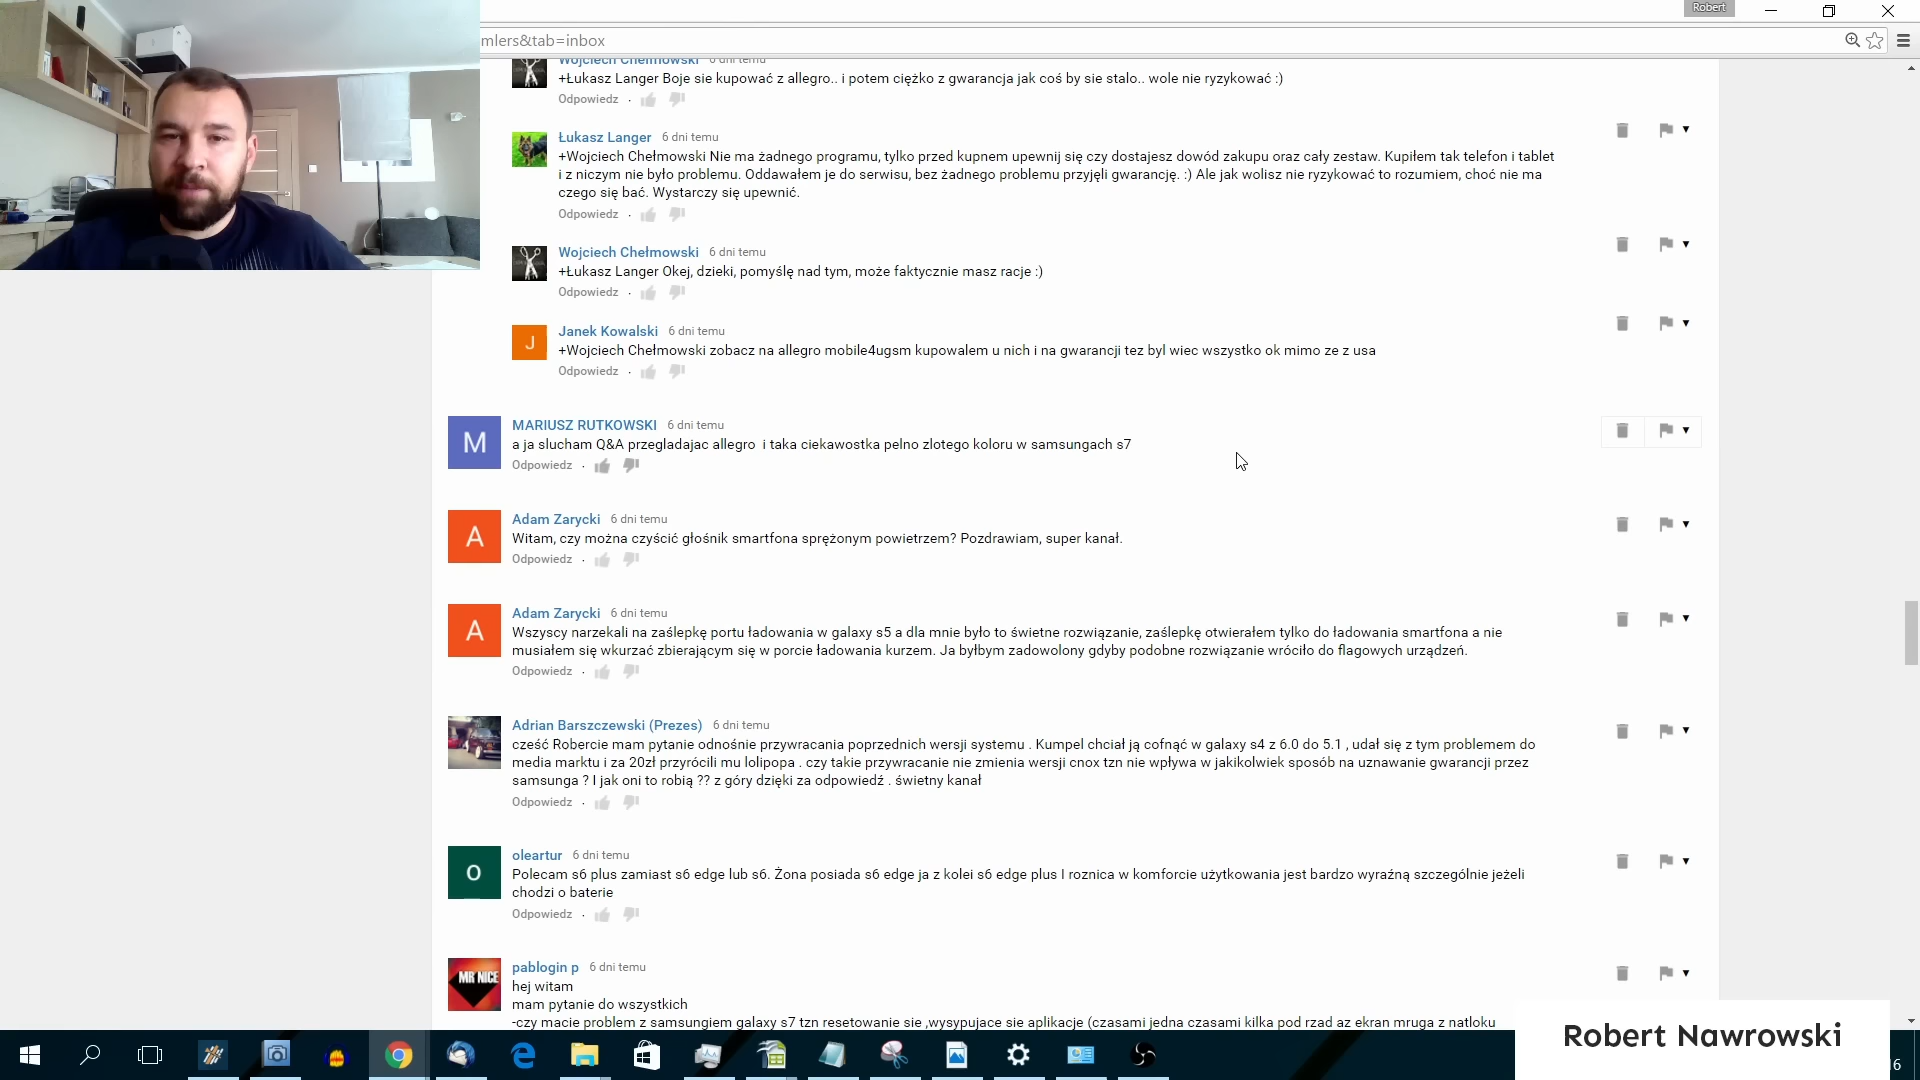 Robert
mlers&tab=inbox
Wojciech Chełmowski 6 dni temu
+Łukasz Langer Boje sie kupować z allegro.. i potem ciężko z gwarancja jak coś by sie stalo.. wole nie ryzykować :)
Odpowiedz
Łukasz Langer 6 dni temu
+Wojciech Chełmowski Nie ma żadnego programu, tylko przed kupnem upewnij się czy dostajesz dowód zakupu oraz cały zestaw. Kupiłem tak telefon i tablet
i z niczym nie było problemu. Oddawałem je do serwisu, bez żadnego problemu przyjęli gwarancję. :) Ale jak wolisz nie ryzykować to rozumiem, choć nie ma
czego się bać. Wystarczy się upewnić.
Odpowiedz
Wojciech Chełmowski 6 dni temu
+Łukasz Langer Okej, dzieki, pomyślę nad tym, może faktycznie masz racje :)
Odpowiedz
J
Janek Kowalski 6 dni temu
+Wojciech Chełmowski zobacz na allegro mobile4ugsm kupowalem u nich i na gwarancji tez byl wiec wszystko ok mimo ze z usa
Odpowiedz
M
MARIUSZ RUTKOWSKI 6 dni temu
a ja slucham Q&A przegladajac allegro i taka ciekawostka pelno zlotego koloru w samsungach s7
Odpowiedz
A
Adam Zarycki 6 dni temu
Witam, czy można czyścić głośnik smartfona sprężonym powietrzem? Pozdrawiam, super kanał.
Odpowiedz
A
Adam Zarycki 6 dni temu
Wszyscy narzekali na zaślepkę portu ładowania w galaxy s5 a dla mnie było to świetne rozwiązanie, zaślepkę otwierałem tylko do ładowania smartfona a nie
musiałem się wkurzać zbierającym się w porcie ładowania kurzem. Ja byłbym zadowolony gdyby podobne rozwiązanie wróciło do flagowych urządzeń.
Odpowiedz
Adrian Barszczewski (Prezes) 6 dni temu
cześć Robercie mam pytanie odnośnie przywracania poprzednich wersji systemu . Kumpel chciał ją cofnąć w galaxy s4 z 6.0 do 5.1 , udał się z tym problemem do
media marktu i za 20zł przyrócili mu lolipopa . czy takie przywracanie nie zmienia wersji cnox tzn nie wpływa w jakikolwiek sposób na uznawanie gwarancji przez
samsunga ? I jak oni to robią ?? z góry dzięki za odpowiedź . świetny kanał
Odpowiedz
o
oleartur 6 dni temu
Polecam s6 plus zamiast s6 edge lub s6. Żona posiada s6 edge ja z kolei s6 edge plus I roznica w komforcie użytkowania jest bardzo wyraźną szczególnie jeżeli
chodzi o baterie
Odpowiedz
MR NICE
pablogin p 6 dni temu
hej witam
mam pytanie do wszystkich
-czy macie problem z samsungiem galaxy s7 tzn resetowanie sie ,wysypujace sie aplikacje (czasami jedna czasami kilka pod rzad az ekran mruga z natloku
Robert Nawrowski
16